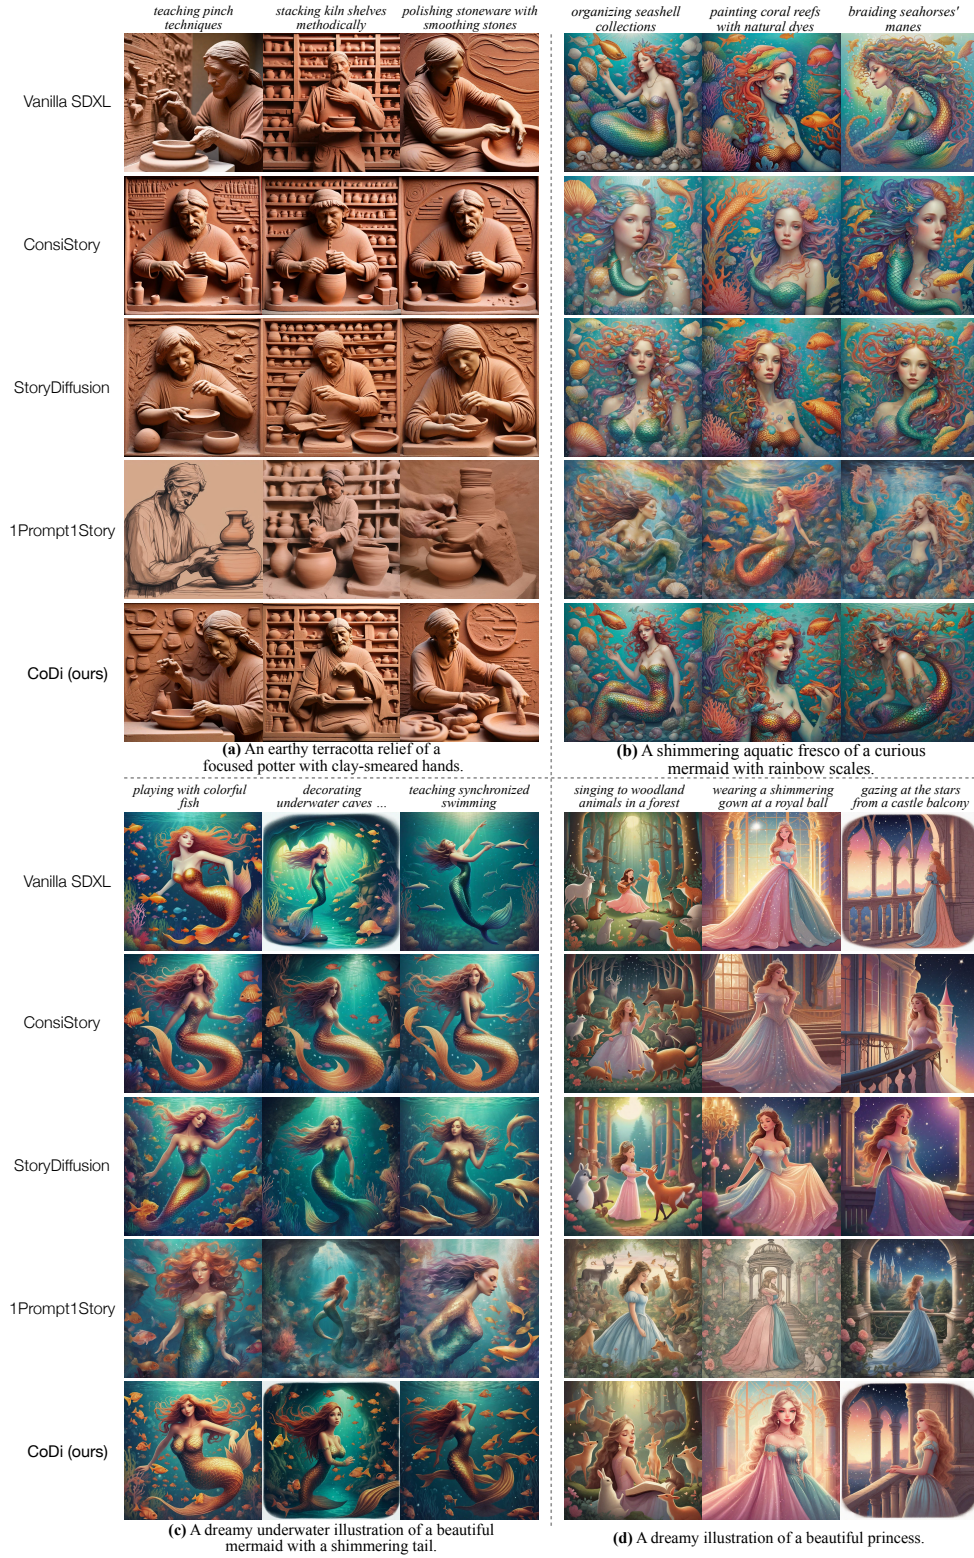 teaching pinch
techniques
stacking kiln shelves
methodically
polishing stoneware with
smoothing stones
organizing seashell
collections
painting coral reefs
with natural dyes
braiding seahorses'
manes
Vanilla SDXL
ConsiStory
StoryDiffusion
1Prompt1Story
CoDi (ours)
(a) An earthy terracotta relief of a
focused potter with clay-smeared hands.
(b) A shimmering aquatic fresco of a curious
mermaid with rainbow scales.
playing with colorful
fish
decorating
underwater caves ...
teaching synchronized
swimming
singing to woodland
animals in a forest
wearing a shimmering
gown at a royal ball
gazing at the stars
from a castle balcony
Vanilla SDXL
ConsiStory
StoryDiffusion
1Prompt1Story
CoDi (ours)
(c) A dreamy underwater illustration of a beautiful
mermaid with a shimmering tail.
(d) A dreamy illustration of a beautiful princess.